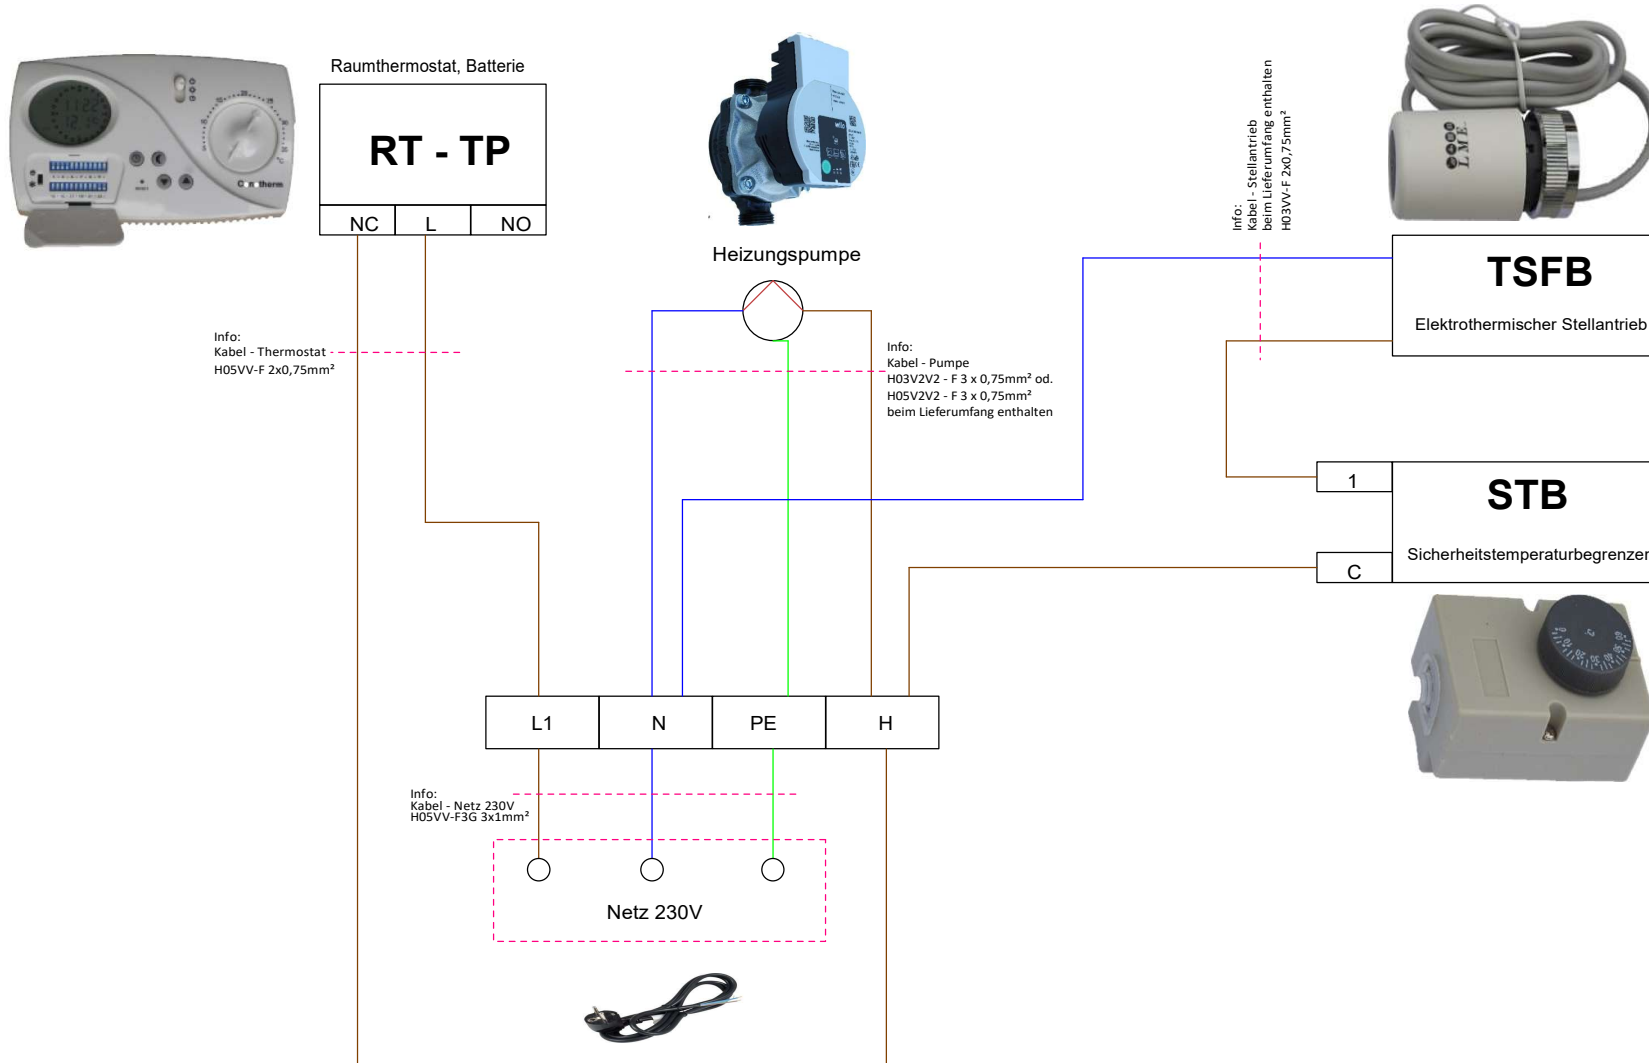 Raumthermostat, Batterie
RT - TP
NC
L
NO
Heizungspumpe
Info:
Kabel - Stellantrieb
beim Lieferumfang enthalten
H03VV-F 2x0,75mm²
L.M.E.
TSFB
Elektrothermischer Stellantrieb
Info:
Kabel - Thermostat
H05VV-F 2x0,75mm²
Info:
Kabel - Pumpe
H03V2V2 - F 3 x 0,75mm² od.
H05V2V2 - F 3 x 0,75mm²
beim Lieferumfang enthalten
1
STB
Sicherheitstemperaturbegrenzer
C
L1
N
PE
H
Info:
Kabel - Netz 230V
H05VV-F3G 3x1mm²
Netz 230V